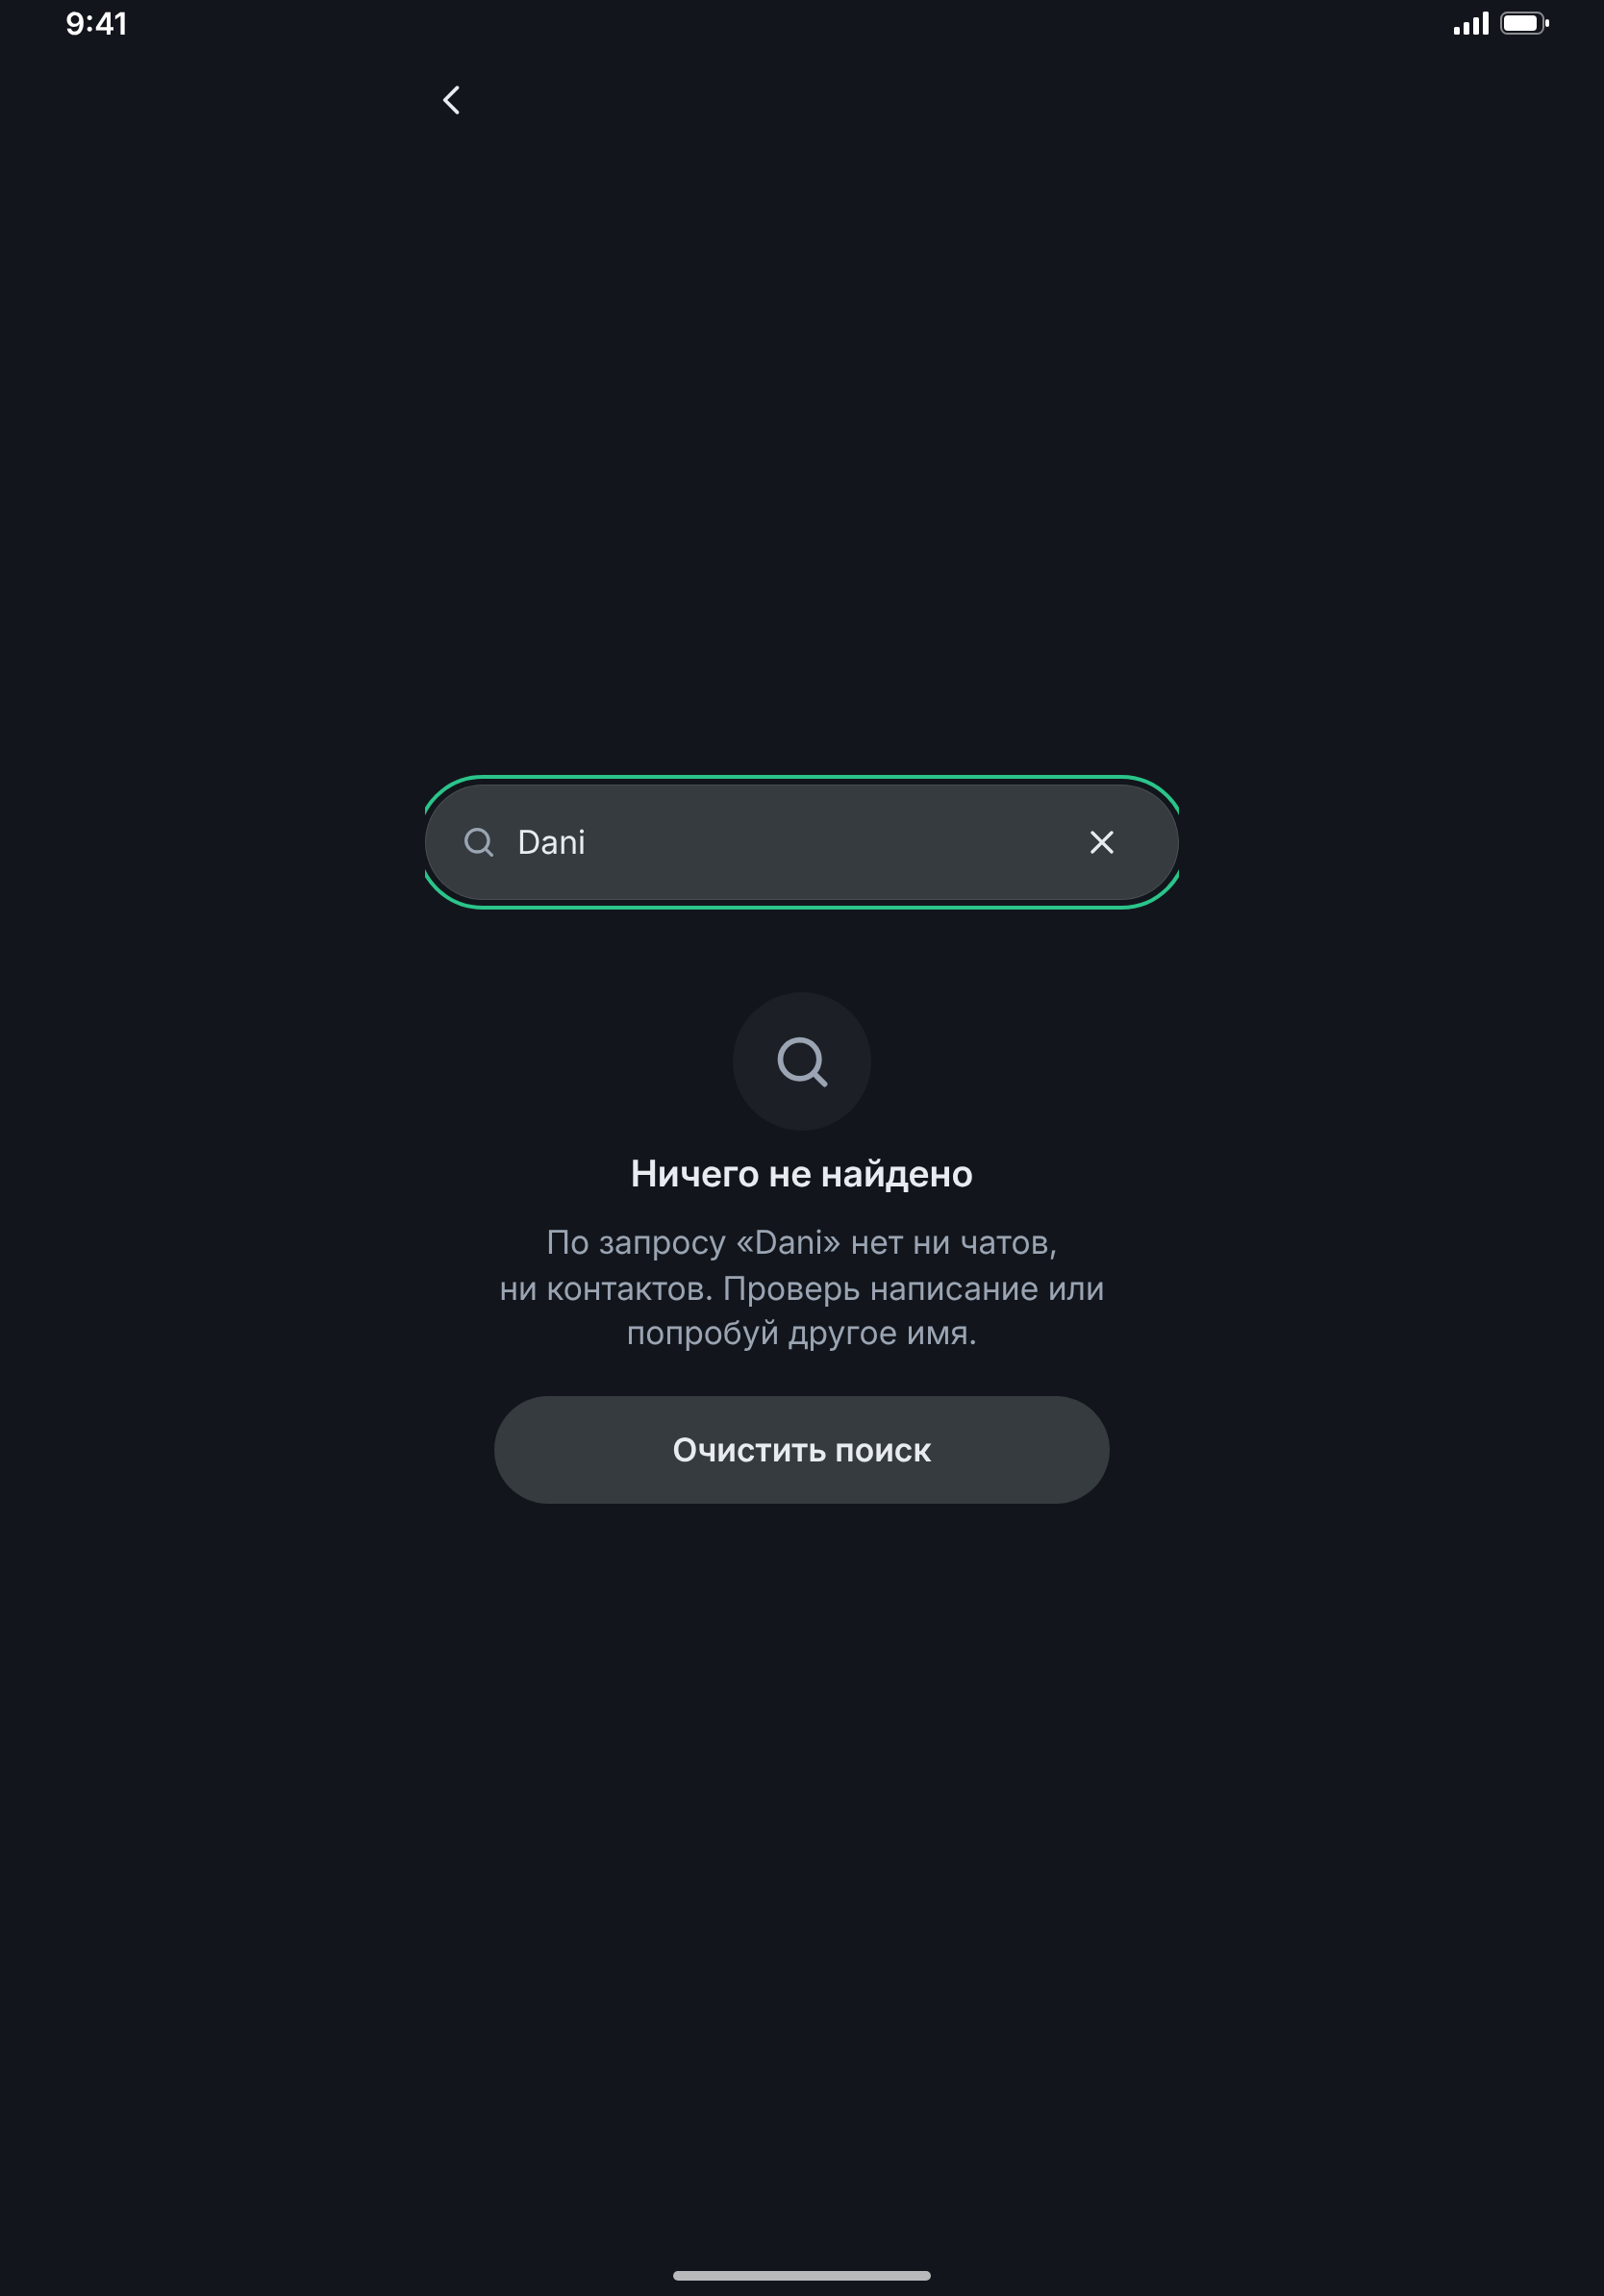 9:41
Dani
Ничего не найдено
По запросу «Dani» нет ни чатов,
ни контактов. Проверь написание или
попробуй другое имя.
Очистить поиск